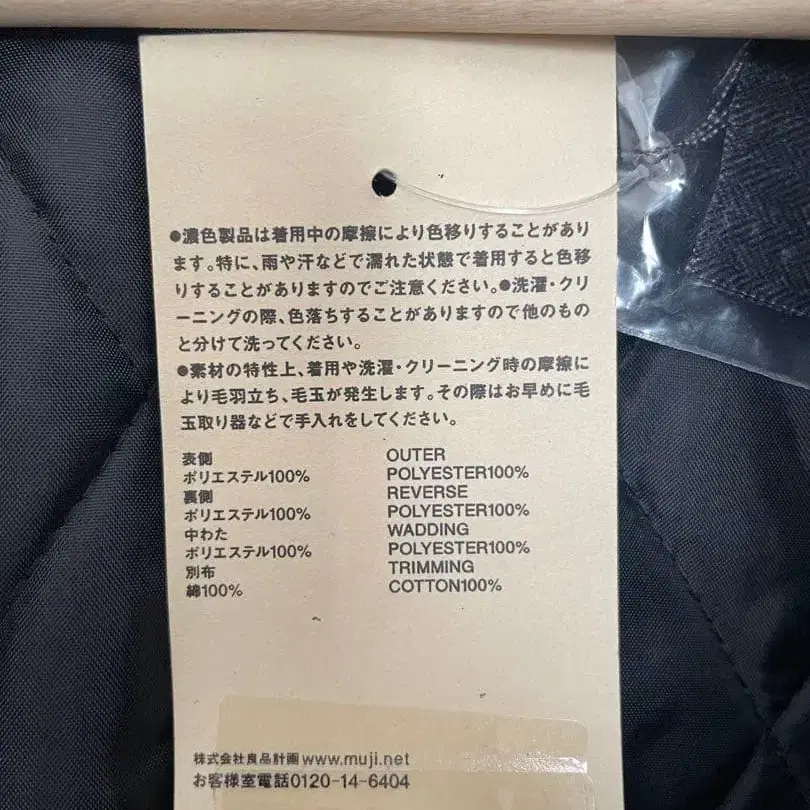 ●濃色製品は着用中の摩擦により色移りすることがあり
ます。特に、雨や汗などで濡れた状態で着用すると色移
りすることがありますのでご注意ください。●洗濯・クリ
ーニングの際、色落ちすることがありますので他のもの
と分けて洗ってください。
●素材の特性上、着用や洗濯・クリーニング時の摩擦に
より毛羽立ち、毛玉が発生します。その際はお早めに毛
玉取り器などで手入れをしてください。
表側 OUTER
ポリエステル100% POLYESTER100%
裏側 REVERSE
ポリエステル100% POLYESTER100%
中わた WADDING
ポリエステル100% POLYESTER100%
別布 TRIMMING
綿100% COTTON100%
株式会社良品計画 www.muji.net
お客様室電話0120-14-6404